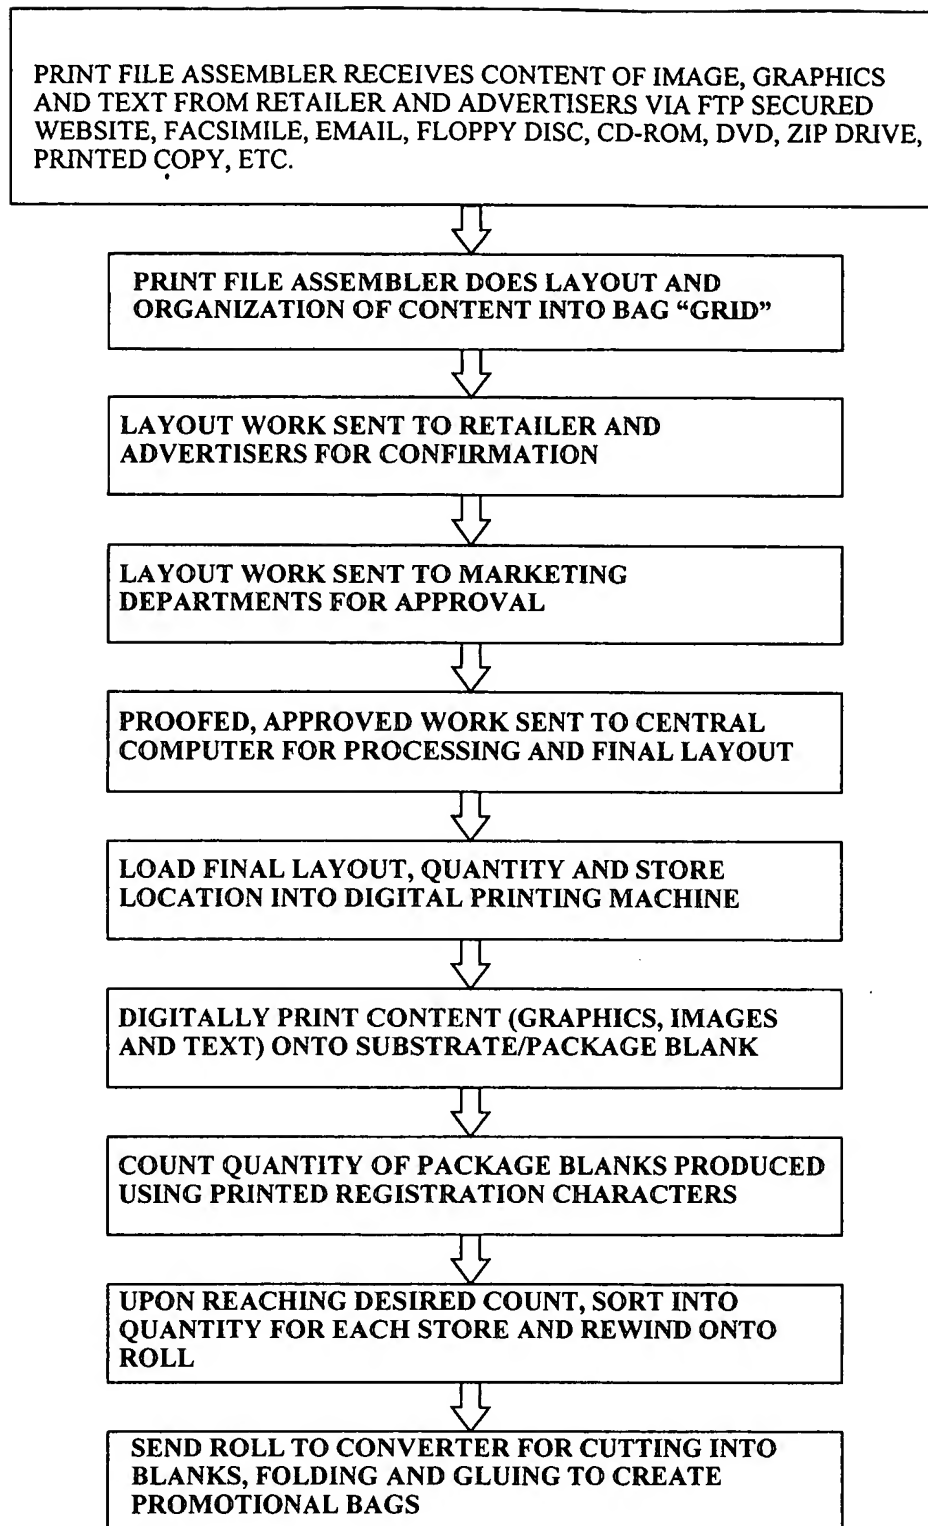 PRINT FILE ASSEMBLER RECEIVES CONTENT OF IMAGE, GRAPHICS
AND TEXT FROM RETAILER AND ADVERTISERS VIA FTP SECURED
WEBSITE, FACSIMILE, EMAIL, FLOPPY DISC, CD-ROM, DVD, ZIP DRIVE,
PRINTED COPY, ETC.
PRINT FILE ASSEMBLER DOES LAYOUT AND
ORGANIZATION OF CONTENT INTO BAG “GRID”
LAYOUT WORK SENT TO RETAILER AND
ADVERTISERS FOR CONFIRMATION
LAYOUT WORK SENT TO MARKETING
DEPARTMENTS FOR APPROVAL
PROOFED, APPROVED WORK SENT TO CENTRAL
COMPUTER FOR PROCESSING AND FINAL LAYOUT
LOAD FINAL LAYOUT, QUANTITY AND STORE
LOCATION INTO DIGITAL PRINTING MACHINE
DIGITALLY PRINT CONTENT (GRAPHICS, IMAGES
AND TEXT) ONTO SUBSTRATE/PACKAGE BLANK
COUNT QUANTITY OF PACKAGE BLANKS PRODUCED
USING PRINTED REGISTRATION CHARACTERS
UPON REACHING DESIRED COUNT, SORT INTO
QUANTITY FOR EACH STORE AND REWIND ONTO
ROLL
SEND ROLL TO CONVERTER FOR CUTTING INTO
BLANKS, FOLDING AND GLUING TO CREATE
PROMOTIONAL BAGS